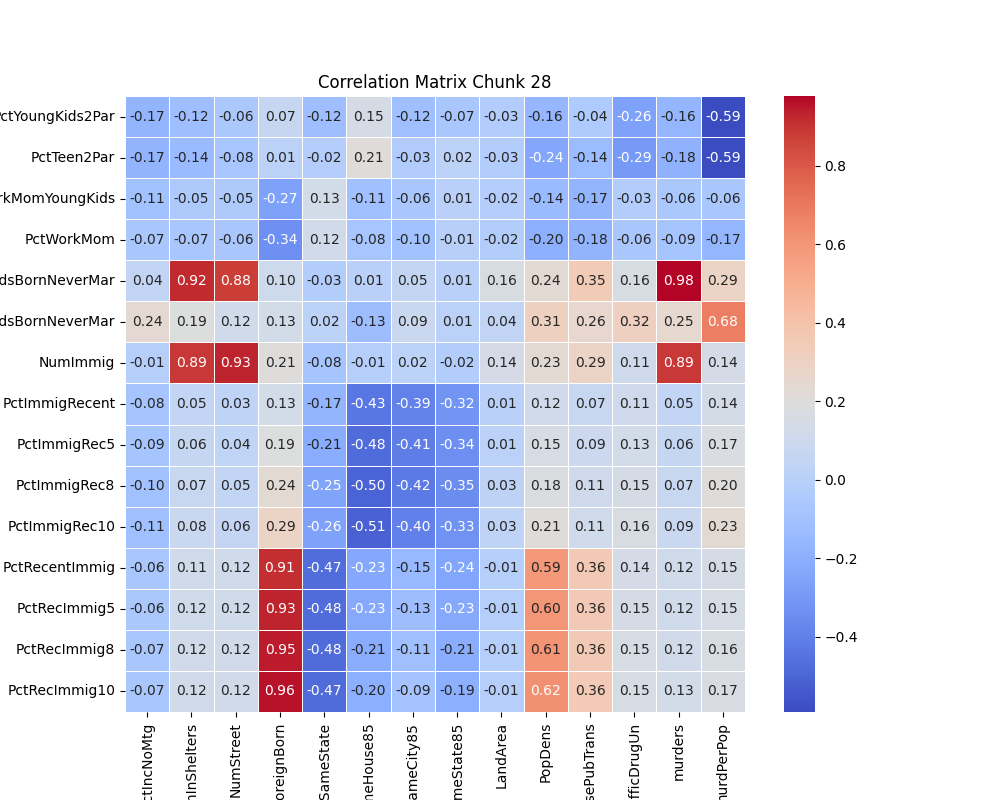 Correlation Matrix Chunk 28
ctYoungKids2Par -0.17 -0.12 -0.06 0.07 -0.12 0.15 -0.12 -0.07 -0.03 -0.16 -0.04 -0.26 -0.16 -0.59
PctTeen2Par -0.17 -0.14 -0.08 0.01 -0.02 0.21 -0.03 0.02 -0.03 -0.24 -0.14 -0.29 -0.18 -0.59
rkMomYoungKids -0.11 -0.05 -0.05 -0.27 0.13 -0.11 -0.06 0.01 -0.02 -0.14 -0.17 -0.03 -0.06 -0.06
PctWorkMom -0.07 -0.07 -0.06 -0.34 0.12 -0.08 -0.10 -0.01 -0.02 -0.20 -0.18 -0.06 -0.09 -0.17
dsBornNeverMar 0.04 0.92 0.88 0.10 -0.03 0.01 0.05 0.01 0.16 0.24 0.35 0.16 0.98 0.29
dsBornNeverMar 0.24 0.19 0.12 0.13 0.02 -0.13 0.09 0.01 0.04 0.31 0.26 0.32 0.25 0.68
NumImmig -0.01 0.89 0.93 0.21 -0.08 -0.01 0.02 -0.02 0.14 0.23 0.29 0.11 0.89 0.14
PctImmigRecent -0.08 0.05 0.03 0.13 -0.17 -0.43 -0.39 -0.32 0.01 0.12 0.07 0.11 0.05 0.14
PctImmigRec5 -0.09 0.06 0.04 0.19 -0.21 -0.48 -0.41 -0.34 0.01 0.15 0.09 0.13 0.06 0.17
PctImmigRec8 -0.10 0.07 0.05 0.24 -0.25 -0.50 -0.42 -0.35 0.03 0.18 0.11 0.15 0.07 0.20
PctImmigRec10 -0.11 0.08 0.06 0.29 -0.26 -0.51 -0.40 -0.33 0.03 0.21 0.11 0.16 0.09 0.23
PctRecentImmig -0.06 0.11 0.12 0.91 -0.47 -0.23 -0.15 -0.24 -0.01 0.59 0.36 0.14 0.12 0.15
PctRecImmig5 -0.06 0.12 0.12 0.93 -0.48 -0.23 -0.13 -0.23 -0.01 0.60 0.36 0.15 0.12 0.15
PctRecImmig8 -0.07 0.12 0.12 0.95 -0.48 -0.21 -0.11 -0.21 -0.01 0.61 0.36 0.15 0.12 0.16
PctRecImmig10 -0.07 0.12 0.12 0.96 -0.47 -0.20 -0.09 -0.19 -0.01 0.62 0.36 0.15 0.13 0.17
ctIncNoMtg
nInShelters
NumStreet
oreignBorn
SameState
meHouse85
ameCity85
meState85
LandArea
PopDens
sePubTrans
fficDrugUn
murders
murdPerPop
0.8
0.6
0.4
0.2
0.0
−0.2
−0.4